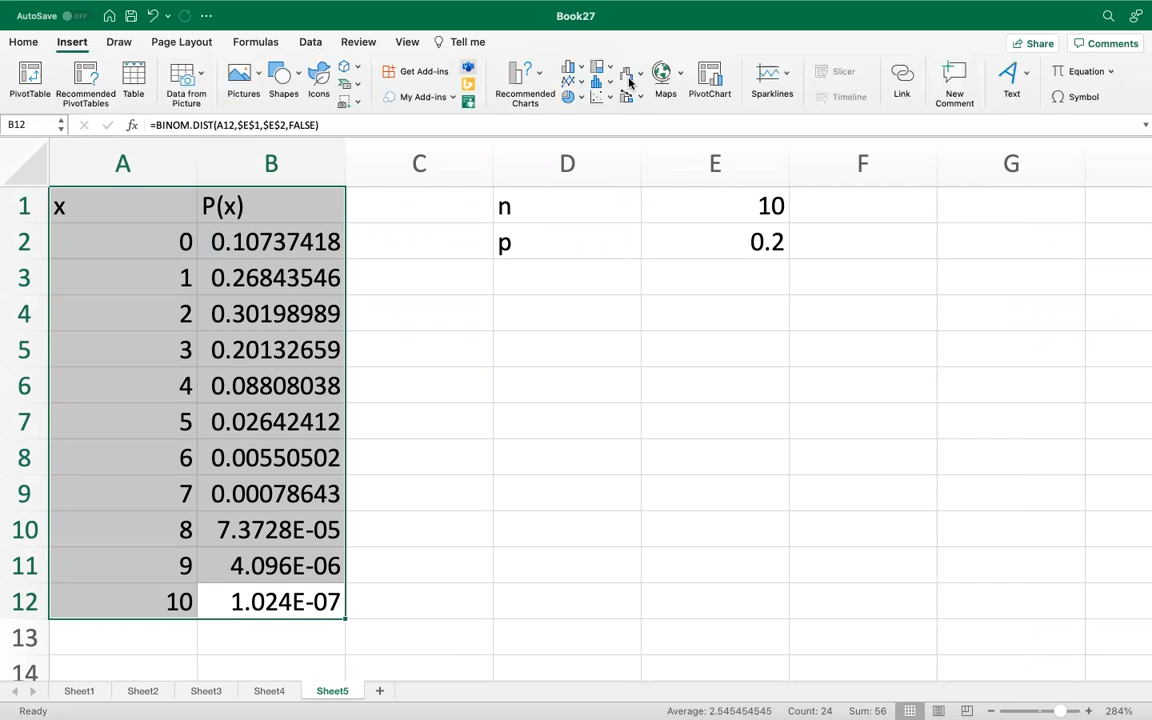 AutoSave OFF
Book27
Home Insert Draw Page Layout Formulas Data Review View Tell me
Share Comments
PivotTable Recommended PivotTables Table Data from Picture Pictures Shapes Icons Get Add-ins My Add-ins Recommended Charts Maps PivotChart Sparklines Slicer Timeline Link New Comment Text Equation Symbol
B12 fx =BINOM.DIST(A12,$E$1,$E$2,FALSE)
A B C D E F G
1 x P(x) n 10
2 0 0.10737418 p 0.2
3 1 0.26843546
4 2 0.30198989
5 3 0.20132659
6 4 0.08808038
7 5 0.02642412
8 6 0.00550502
9 7 0.00078643
10 8 7.3728E-05
11 9 4.096E-06
12 10 1.024E-07
13
14
Sheet1 Sheet2 Sheet3 Sheet4 Sheet5 +
Ready Average: 2.545454545 Count: 24 Sum: 56 284%